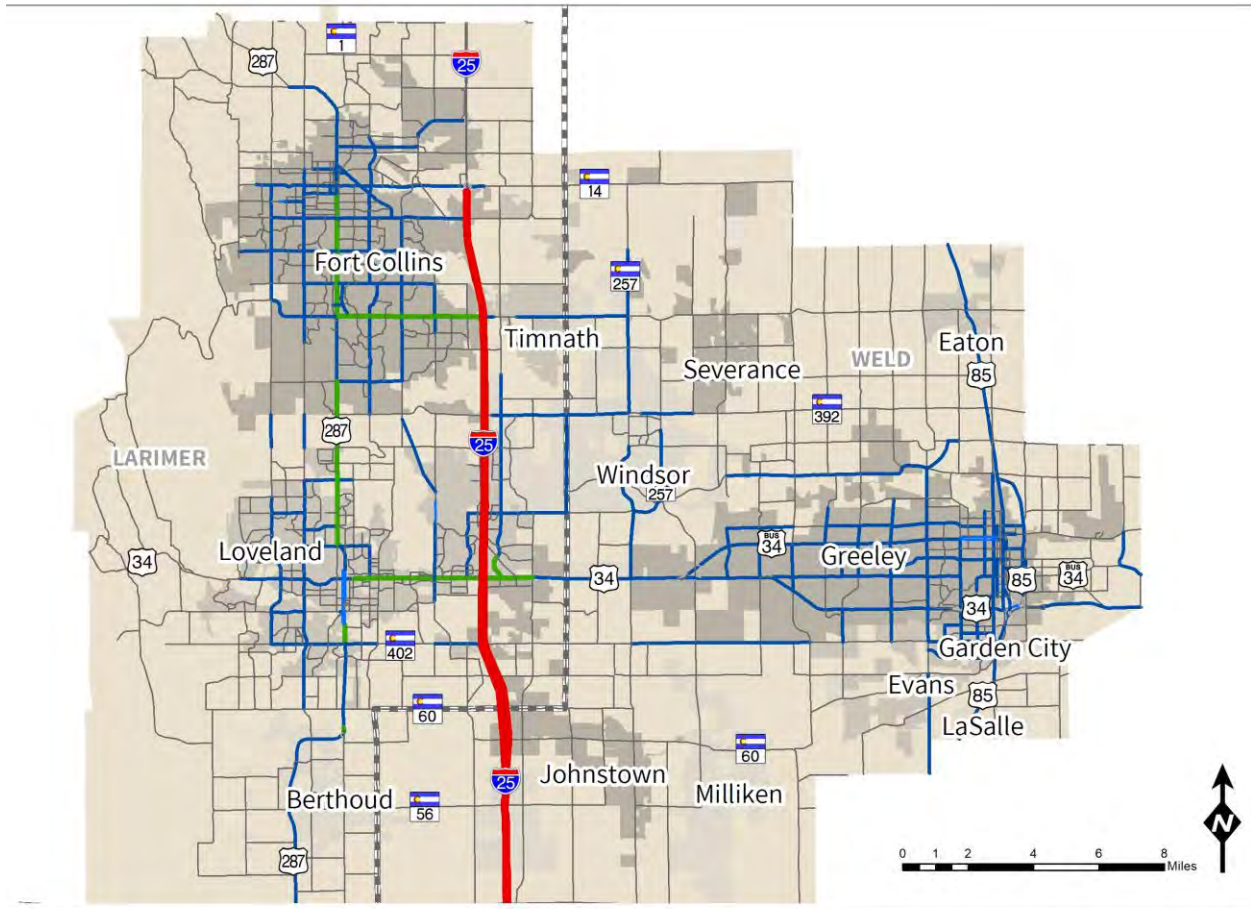 1
287
25
14
Fort Collins
257
Timnath
Eaton
WELD
Severance
85
392
287
25
LARIMER
Windsor
257
BUS
34
Loveland
Greeley
34
34
85
BUS
34
34
402
Garden City
Evans
85
60
LaSalle
60
Johnstown
25
Milliken
Berthoud
56
287
N
0 1 2 4 6 8
Miles